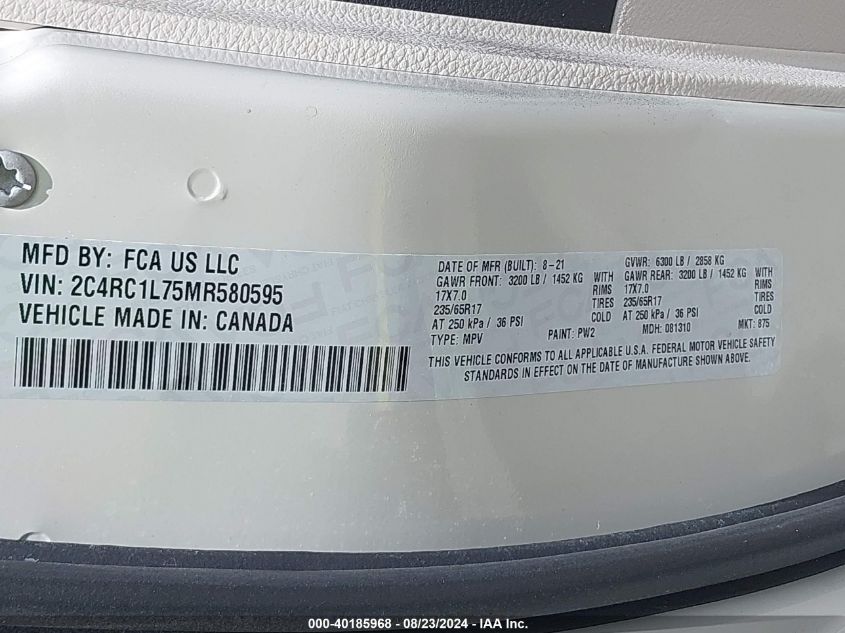 MFD BY: FCA US LLC
VIN: 2C4RC1L75MR580595
VEHICLE MADE IN: CANADA
DATE OF MFR (BUILT): 8-21 GVWR: 6300 LB / 2858 KG
GAWR FRONT: 3200 LB / 1452 KG WITH GAWR REAR: 3200 LB / 1452 KG WITH
17X7.0 RIMS 17X7.0 RIMS
235/65R17 TIRES 235/65R17 TIRES
AT 250 kPa / 36 PSI COLD AT 250 kPa / 36 PSI COLD
TYPE: MPV PAINT: PW2 MDH: 081310 MKT: 875
THIS VEHICLE CONFORMS TO ALL APPLICABLE U.S.A. FEDERAL MOTOR VEHICLE SAFETY
STANDARDS IN EFFECT ON THE DATE OF MANUFACTURE SHOWN ABOVE.
000-40185968 - 08/23/2024 - IAAI.com